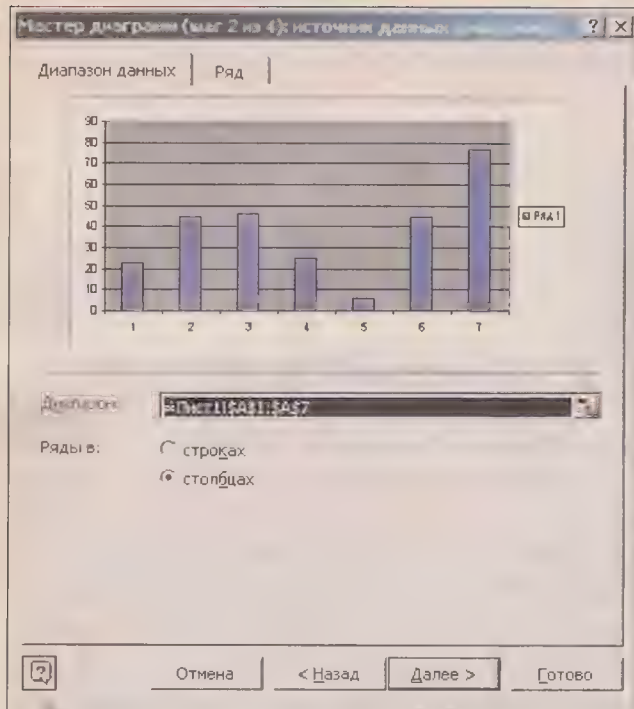 Мастер диаграмм (шаг 2 из 4): источник данных
? ×
Диапазон данных
Ряд
90
80
70
60
50
40
30
20
10
0
1 2 3 4 5 6 7
Ряд1
Диапазон:
=Лист1!$A$1:$A$7
Ряды в:
строках
столбцах
?
Отмена
< Назад
Далее >
Готово